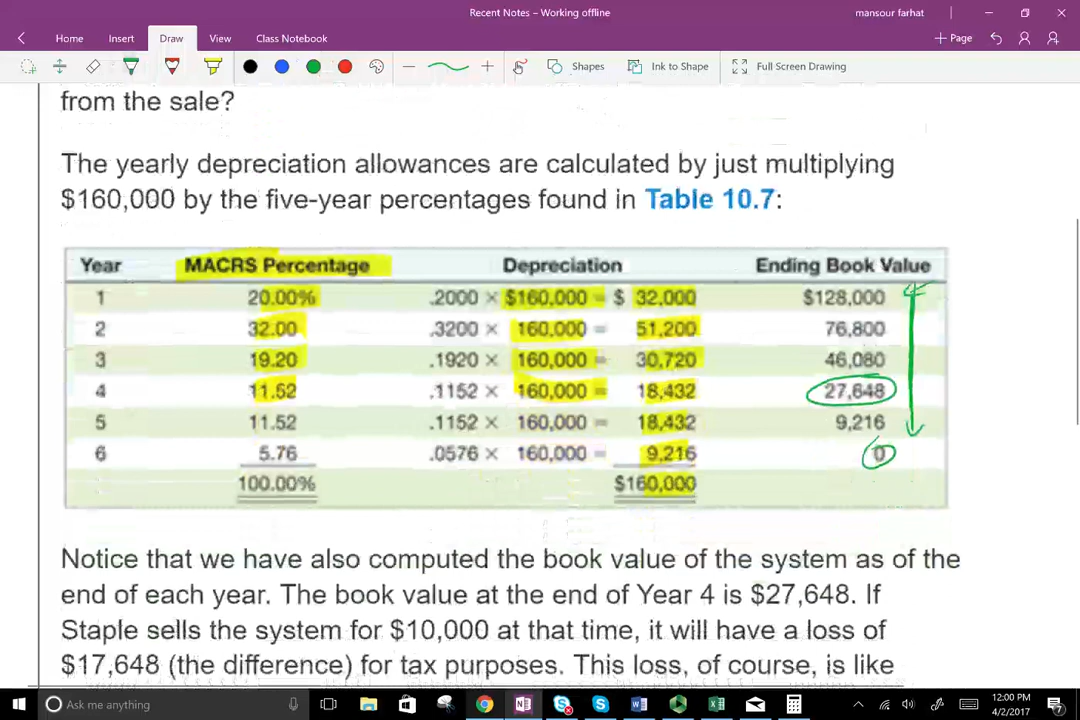 Recent Notes – Working offline
mansour farhat
Home Insert Draw View Class Notebook
Page
Shapes Ink to Shape Full Screen Drawing
from the sale?
The yearly depreciation allowances are calculated by just multiplying
$160,000 by the five-year percentages found in Table 10.7:
Year MACRS Percentage Depreciation Ending Book Value
1 20.00% .2000 × $160,000 = $ 32,000 $128,000
2 32.00 .3200 × 160,000 = 51,200 76,800
3 19.20 .1920 × 160,000 = 30,720 46,080
4 11.52 .1152 × 160,000 = 18,432 27,648
5 11.52 .1152 × 160,000 = 18,432 9,216
6 5.76 .0576 × 160,000 = 9,216 0
100.00% $160,000
Notice that we have also computed the book value of the system as of the
end of each year. The book value at the end of Year 4 is $27,648. If
Staple sells the system for $10,000 at that time, it will have a loss of
$17,648 (the difference) for tax purposes. This loss, of course, is like
Ask me anything
12:00 PM
4/2/2017